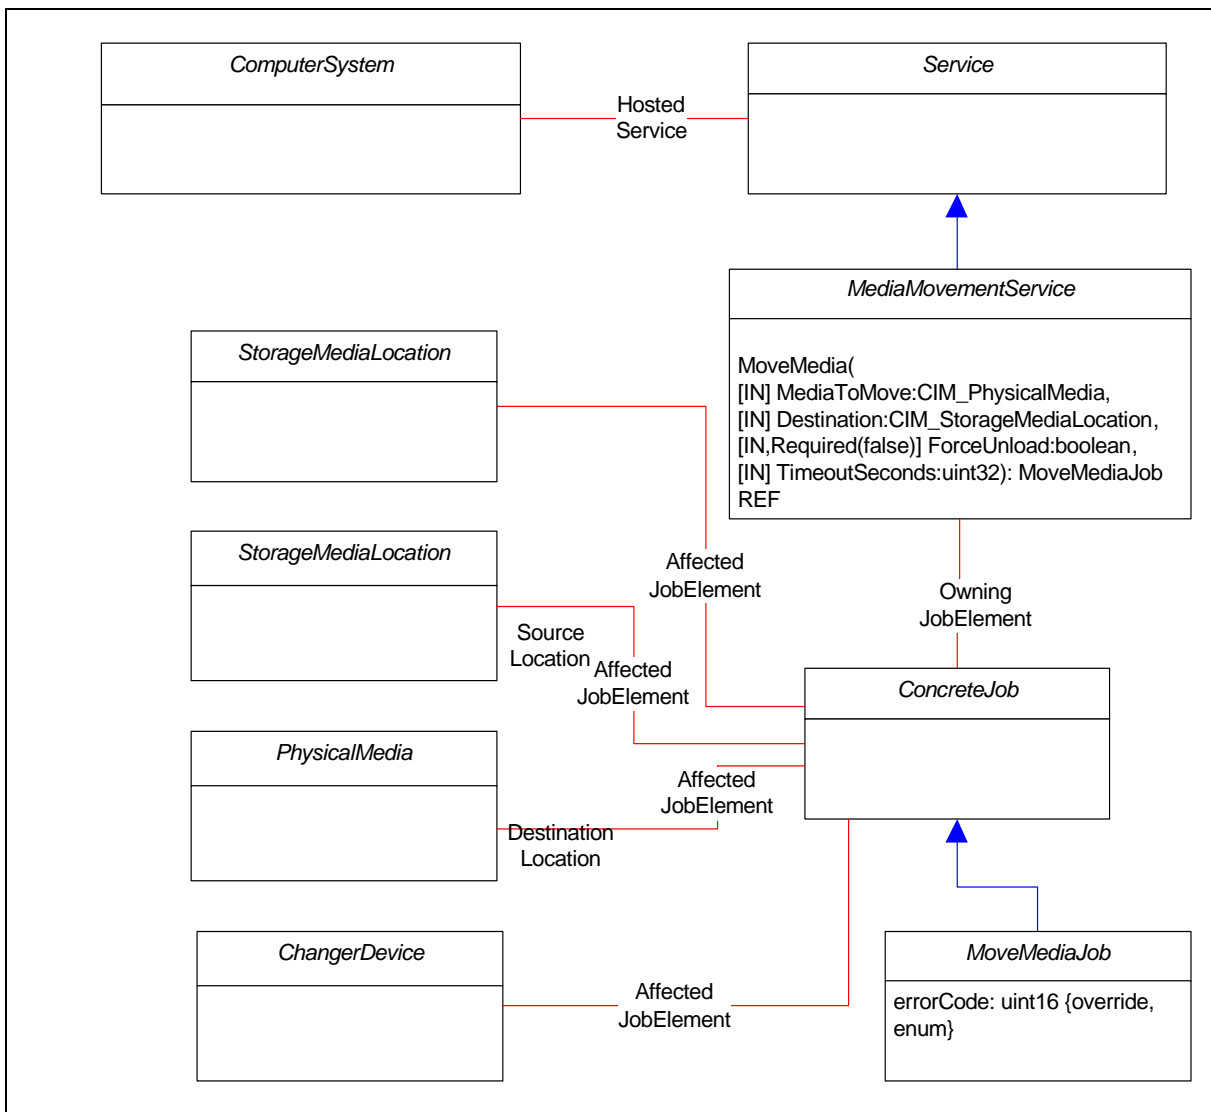 ComputerSystem
Service
Hosted
Service
MediaMovementService
MoveMedia(
[IN] MediaToMove:CIM_PhysicalMedia,
[IN] Destination:CIM_StorageMediaLocation,
[IN,Required(false)] ForceUnload:boolean,
[IN] TimeoutSeconds:uint32): MoveMediaJob
REF
StorageMediaLocation
Affected
JobElement
Owning
JobElement
StorageMediaLocation
Source
Location
Affected
JobElement
ConcreteJob
PhysicalMedia
Affected
JobElement
Destination
Location
ChangerDevice
Affected
JobElement
MoveMediaJob
errorCode: uint16 {override,
enum}